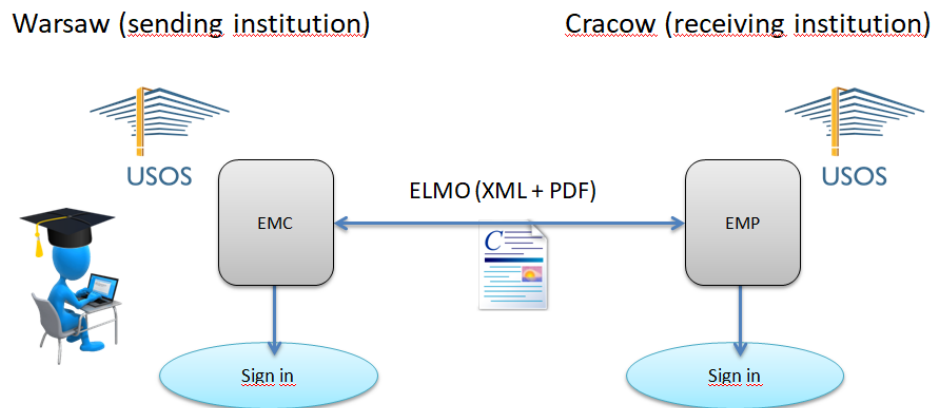 Warsaw (sending institution)
Cracow (receiving institution)
USOS
USOS
ELMO (XML + PDF)
EMC
EMP
C
Sign in
Sign in